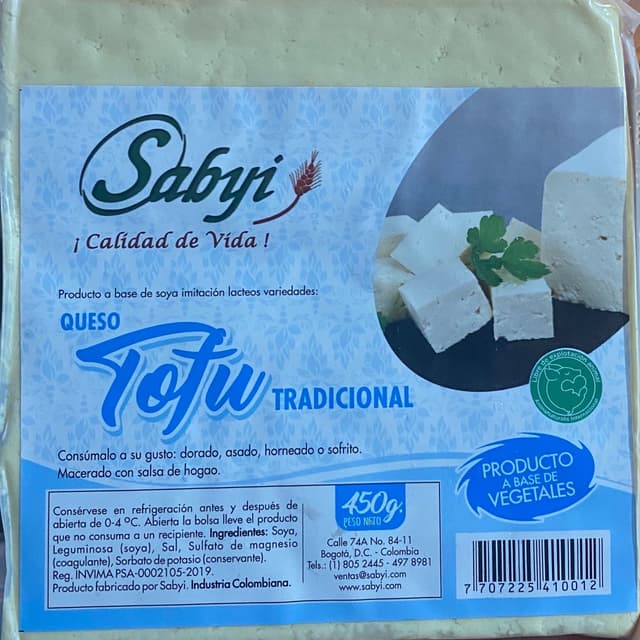 Sabyi
¡ Calidad de Vida !
Producto a base de soya imitación lacteos variedades:
QUESO
Tofu TRADICIONAL
Libre de explotación animal
Consúmalo a su gusto: dorado, asado, horneado o sofrito.
Macerado con salsa de hogao.
PRODUCTO
A BASE DE
VEGETALES
Consérvese en refrigeración antes y después de
abierta de 0-4 ºC. Abierta la bolsa lleve el producto
que no consuma a un recipiente. Ingredientes: Soya,
Leguminosa (soya), Sal, Sulfato de magnesio
(coagulante), Sorbato de potasio (conservante).
Reg. INVIMA PSA-0002105-2019.
Producto fabricado por Sabyi. Industria Colombiana.
450g.
PESO NETO
Calle 74A No. 84-11
Bogotá, D.C. - Colombia
Tels.: (1) 805 2445 - 497 8981
ventas@sabyi.com
www.sabyi.com
7 707225 410012